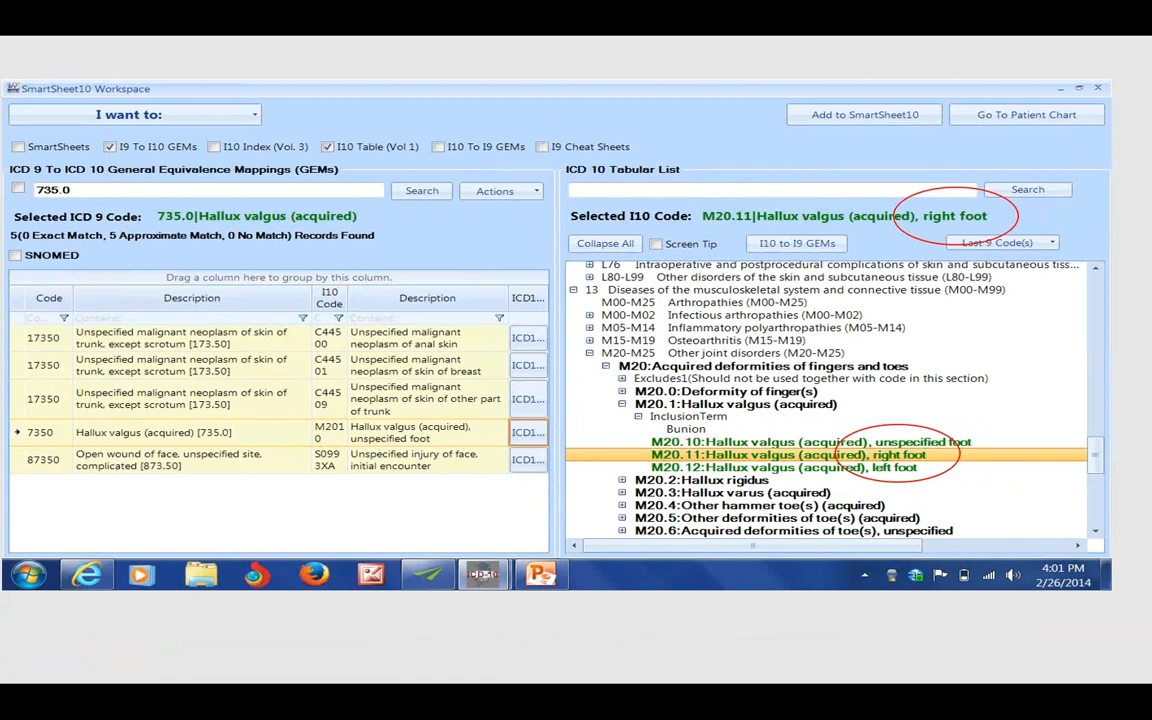 SmartSheet10 Workspace
I want to:
Add to SmartSheet10
Go To Patient Chart
SmartSheets
I9 To I10 GEMs
I10 Index (Vol. 3)
I10 Table (Vol 1)
I10 To I9 GEMs
I9 Cheat Sheets
ICD 9 To ICD 10 General Equivalence Mappings (GEMs)
735.0
Search
Actions
Selected ICD 9 Code: 735.0|Hallux valgus (acquired)
5(0 Exact Match, 5 Approximate Match, 0 No Match) Records Found
SNOMED
Drag a column here to group by this column.
Code
Description
I10
Code
Description
ICD1...
Co...
Contains:
C
Contains:
17350
Unspecified malignant neoplasm of skin of
trunk, except scrotum [173.50]
C445
00
Unspecified malignant
neoplasm of anal skin
ICD1...
17350
Unspecified malignant neoplasm of skin of
trunk, except scrotum [173.50]
C445
01
Unspecified malignant
neoplasm of skin of breast
ICD1...
17350
Unspecified malignant neoplasm of skin of
trunk, except scrotum [173.50]
C445
09
Unspecified malignant
neoplasm of skin of other part
of trunk
ICD1...
7350
Hallux valgus (acquired) [735.0]
M201
0
Hallux valgus (acquired),
unspecified foot
ICD1...
87350
Open wound of face, unspecified site,
complicated [873.50]
S099
3XA
Unspecified injury of face,
initial encounter
ICD1...
ICD 10 Tabular List
Search
Selected I10 Code: M20.11|Hallux valgus (acquired), right foot
Collapse All
Screen Tip
I10 to I9 GEMs
Last 9 Code(s)
L76 Intraoperative and postprocedural complications of skin and subcutaneous tiss...
L80-L99 Other disorders of the skin and subcutaneous tissue (L80-L99)
13 Diseases of the musculoskeletal system and connective tissue (M00-M99)
M00-M25 Arthropathies (M00-M25)
M00-M02 Infectious arthropathies (M00-M02)
M05-M14 Inflammatory polyarthropathies (M05-M14)
M15-M19 Osteoarthritis (M15-M19)
M20-M25 Other joint disorders (M20-M25)
M20:Acquired deformities of fingers and toes
Excludes1(Should not be used together with code in this section)
M20.0:Deformity of finger(s)
M20.1:Hallux valgus (acquired)
InclusionTerm
Bunion
M20.10:Hallux valgus (acquired), unspecified foot
M20.11:Hallux valgus (acquired), right foot
M20.12:Hallux valgus (acquired), left foot
M20.2:Hallux rigidus
M20.3:Hallux varus (acquired)
M20.4:Other hammer toe(s) (acquired)
M20.5:Other deformities of toe(s) (acquired)
M20.6:Acquired deformities of toe(s), unspecified
4:01 PM
2/26/2014